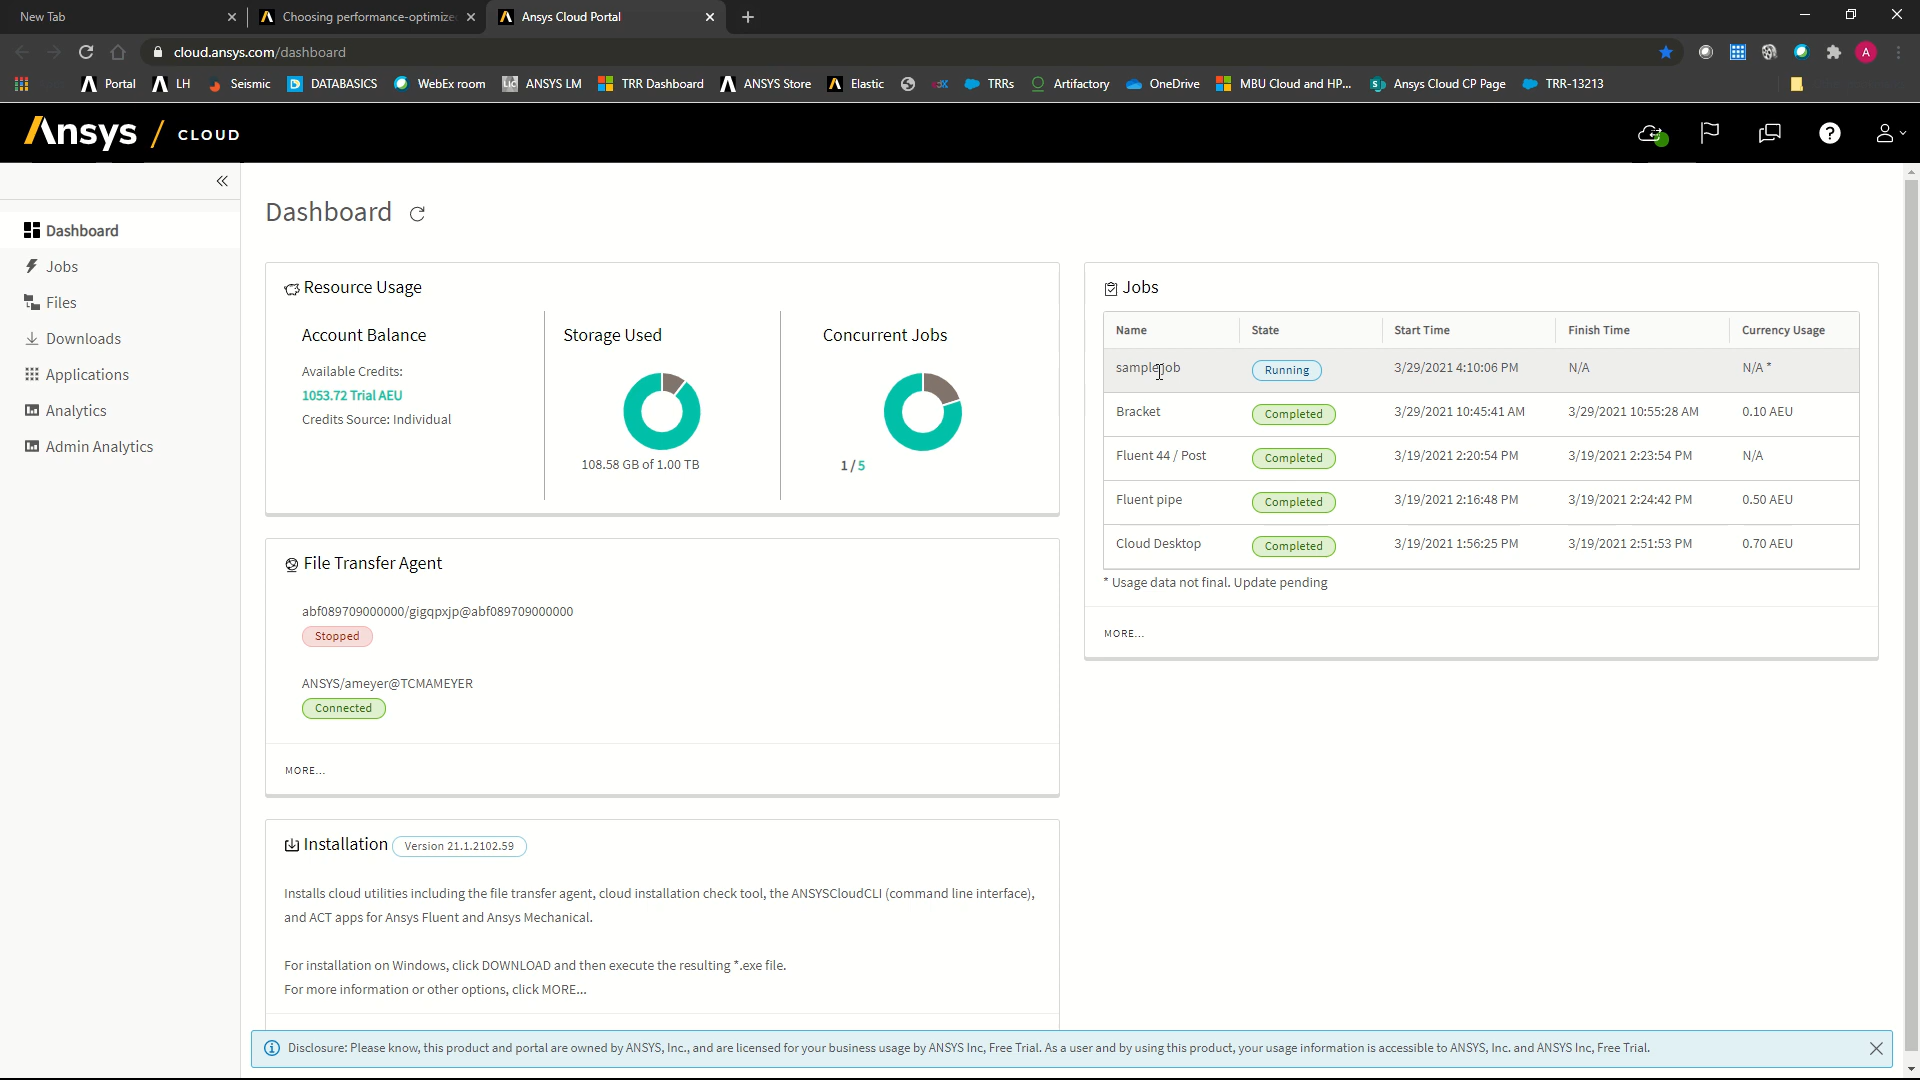 New Tab
Choosing performance-optimize
Ansys Cloud Portal
cloud.ansys.com/dashboard
A
Portal
LH
Seismic
DATABASICS
WebEx room
ANSYS LM
TRR Dashboard
ANSYS Store
Elastic
TRRs
Artifactory
OneDrive
MBU Cloud and HP...
Ansys Cloud CP Page
TRR-13213
Ansys / CLOUD
Dashboard
Jobs
Files
Downloads
Applications
Analytics
Admin Analytics
Dashboard
Resource Usage
Account Balance
Available Credits:
1053.72 Trial AEU
Credits Source: Individual
Storage Used
108.58 GB of 1.00 TB
Concurrent Jobs
1 / 5
File Transfer Agent
abf089709000000/gigqpxjp@abf089709000000
Stopped
ANSYS/ameyer@TCMAMEYER
Connected
MORE...
Installation Version 21.1.2102.59
Installs cloud utilities including the file transfer agent, cloud installation check tool, the ANSYSCloudCLI (command line interface),
and ACT apps for Ansys Fluent and Ansys Mechanical.
For installation on Windows, click DOWNLOAD and then execute the resulting *.exe file.
For more information or other options, click MORE...
Jobs
Name State Start Time Finish Time Currency Usage
samplejob Running 3/29/2021 4:10:06 PM N/A N/A *
Bracket Completed 3/29/2021 10:45:41 AM 3/29/2021 10:55:28 AM 0.10 AEU
Fluent 44 / Post Completed 3/19/2021 2:20:54 PM 3/19/2021 2:23:54 PM N/A
Fluent pipe Completed 3/19/2021 2:16:48 PM 3/19/2021 2:24:42 PM 0.50 AEU
Cloud Desktop Completed 3/19/2021 1:56:25 PM 3/19/2021 2:51:53 PM 0.70 AEU
* Usage data not final. Update pending
MORE...
Disclosure: Please know, this product and portal are owned by ANSYS, Inc., and are licensed for your business usage by ANSYS Inc, Free Trial. As a user and by using this product, your usage information is accessible to ANSYS, Inc. and ANSYS Inc, Free Trial.